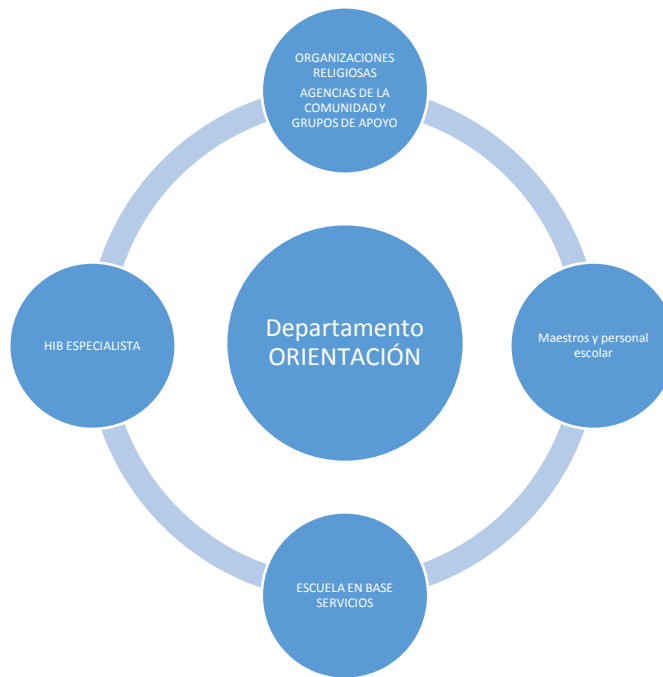 ORGANIZACIONES
RELIGIOSAS
AGENCIAS DE LA
COMUNIDAD Y
GRUPOS DE APOYO
Departamento
ORIENTACIÓN
HIB ESPECIALISTA
Maestros y personal
escolar
ESCUELA EN BASE
SERVICIOS